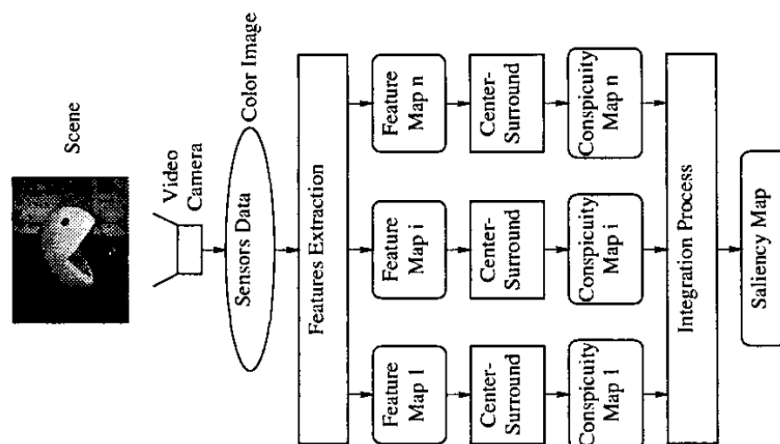 Scene
Video
Camera
Color Image
Sensors Data
Features Extraction
Feature
Map 1
Feature
Map i
Feature
Map n
Center-
Surround
Center-
Surround
Center-
Surround
Conspicuity
Map 1
Conspicuity
Map i
Conspicuity
Map n
Integration Process
Saliency Map